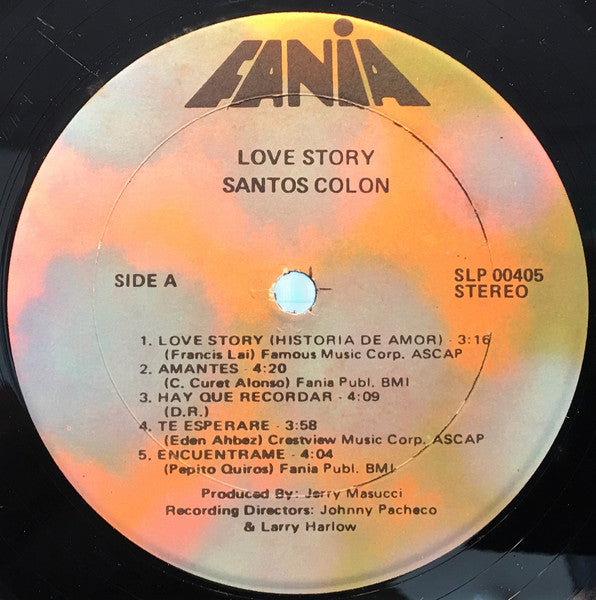 FANIA
LOVE STORY
SANTOS COLON
SIDE A
SLP 00405
STEREO
1. LOVE STORY (HISTORIA DE AMOR) - 3:16
(Francis Lai) Famous Music Corp. ASCAP
2. AMANTES - 4:20
(C. Curet Alonso) Fania Publ. BMI
3. HAY QUE RECORDAR - 4:09
(D.R.)
4. TE ESPERARE - 3:58
(Eden Ahbez) Crestview Music Corp. ASCAP
5. ENCUENTRAME - 4:04
(Pepito Quiros) Fania Publ. BMI
Produced By: Jerry Masucci
Recording Directors: Johnny Pacheco
& Larry Harlow